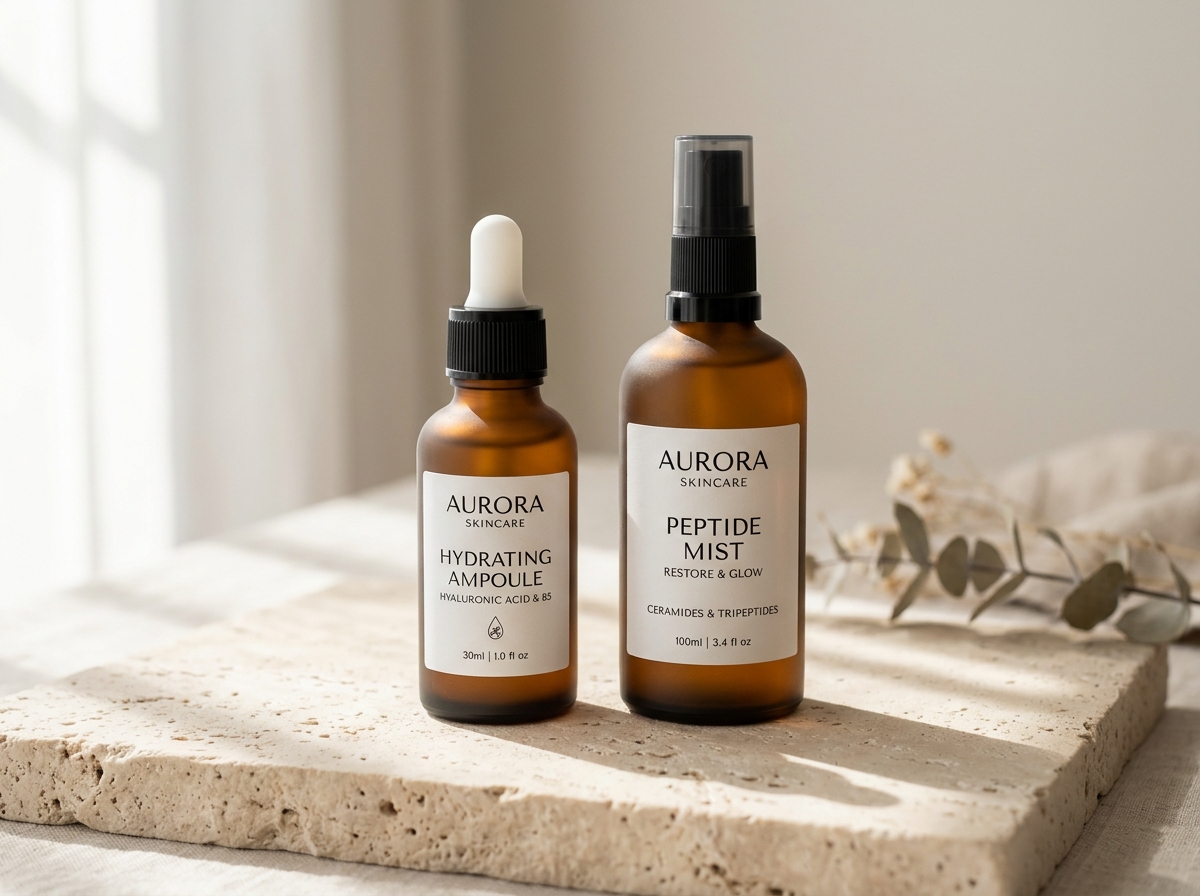 AURORA
SKINCARE
HYDRATING
AMPOULE
HYALURONIC ACID & B5
30ml | 1.0 fl oz
AURORA
SKINCARE
PEPTIDE
MIST
RESTORE & GLOW
CERAMIDES & TRIPEPTIDES
100ml | 3.4 fl oz